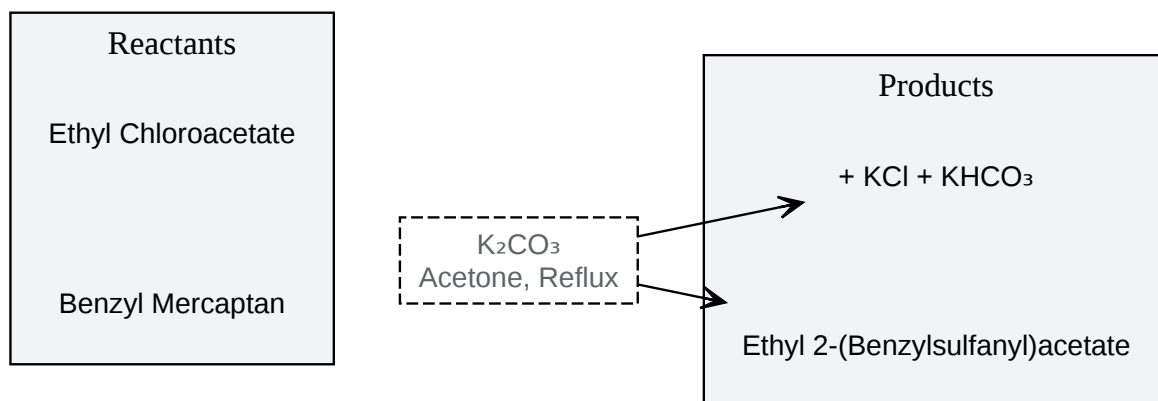 Reactants
Ethyl Chloroacetate
Benzyl Mercaptan
K₂CO₃
Acetone, Reflux
Products
+ KCl + KHCO₃
Ethyl 2-(Benzylsulfanyl)acetate